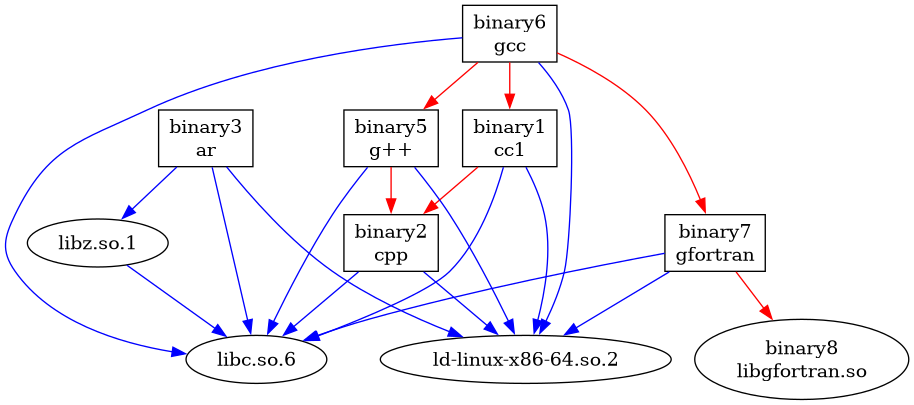 binary6
gcc
binary3
ar
binary5
g++
binary1
cc1
libz.so.1
binary2
cpp
binary7
gfortran
libc.so.6
ld-linux-x86-64.so.2
binary8
libgfortran.so